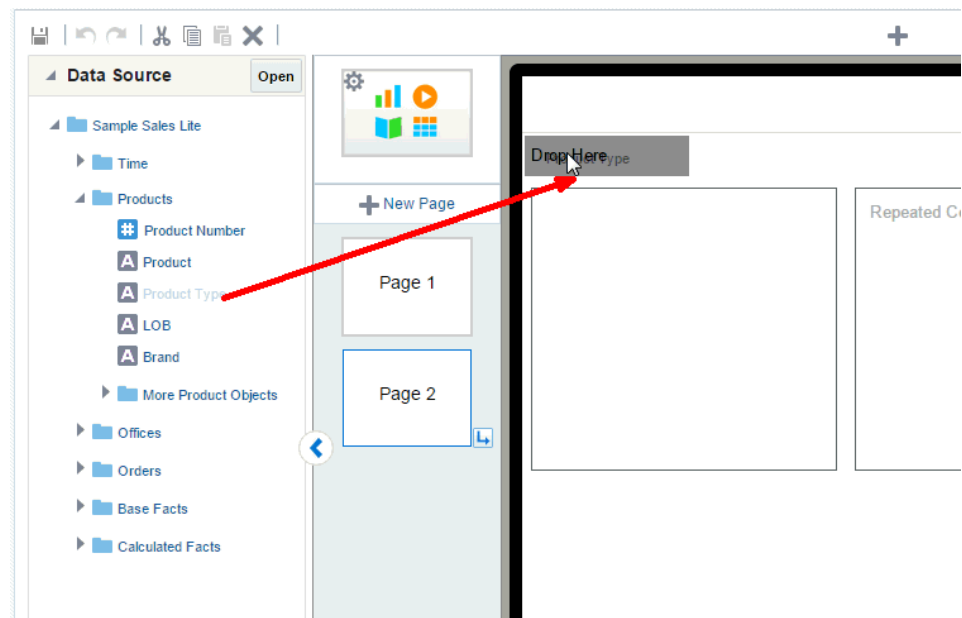 Data Source
Open
Sample Sales Lite
Time
Products
Product Number
Product
Product Type
LOB
Brand
More Product Objects
Offices
Orders
Base Facts
Calculated Facts
New Page
Page 1
Page 2
Drop Here
Type
Repeated